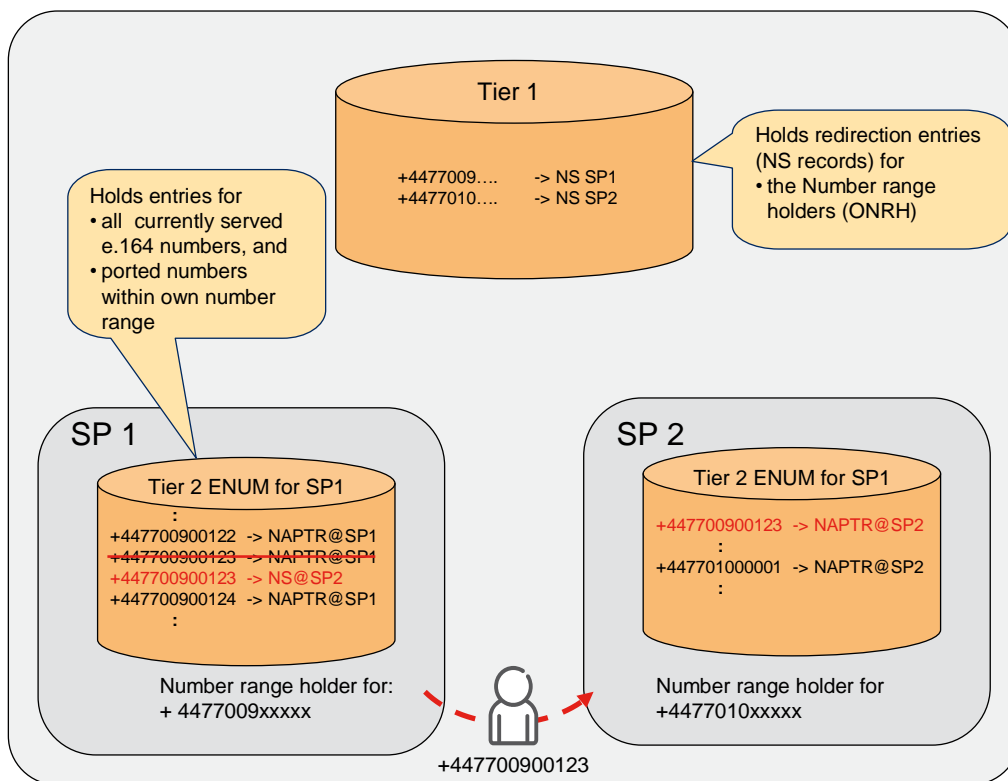 Tier 1
+4477009.... -> NS SP1
+4477010.... -> NS SP2
Holds redirection entries
(NS records) for
• the Number range
holders (ONRH)
Holds entries for
• all currently served
e.164 numbers, and
• ported numbers
within own number
range
SP 1
Tier 2 ENUM for SP1
:
+447700900122 -> NAPTR@SP1
+447700900123 -> NAPTR@SP1
+447700900123 -> NS@SP2
+447700900124 -> NAPTR@SP1
:
Number range holder for:
+ 4477009xxxxx
SP 2
Tier 2 ENUM for SP1
+447700900123 -> NAPTR@SP2
:
+447701000001 -> NAPTR@SP2
:
Number range holder for
+4477010xxxxx
+447700900123